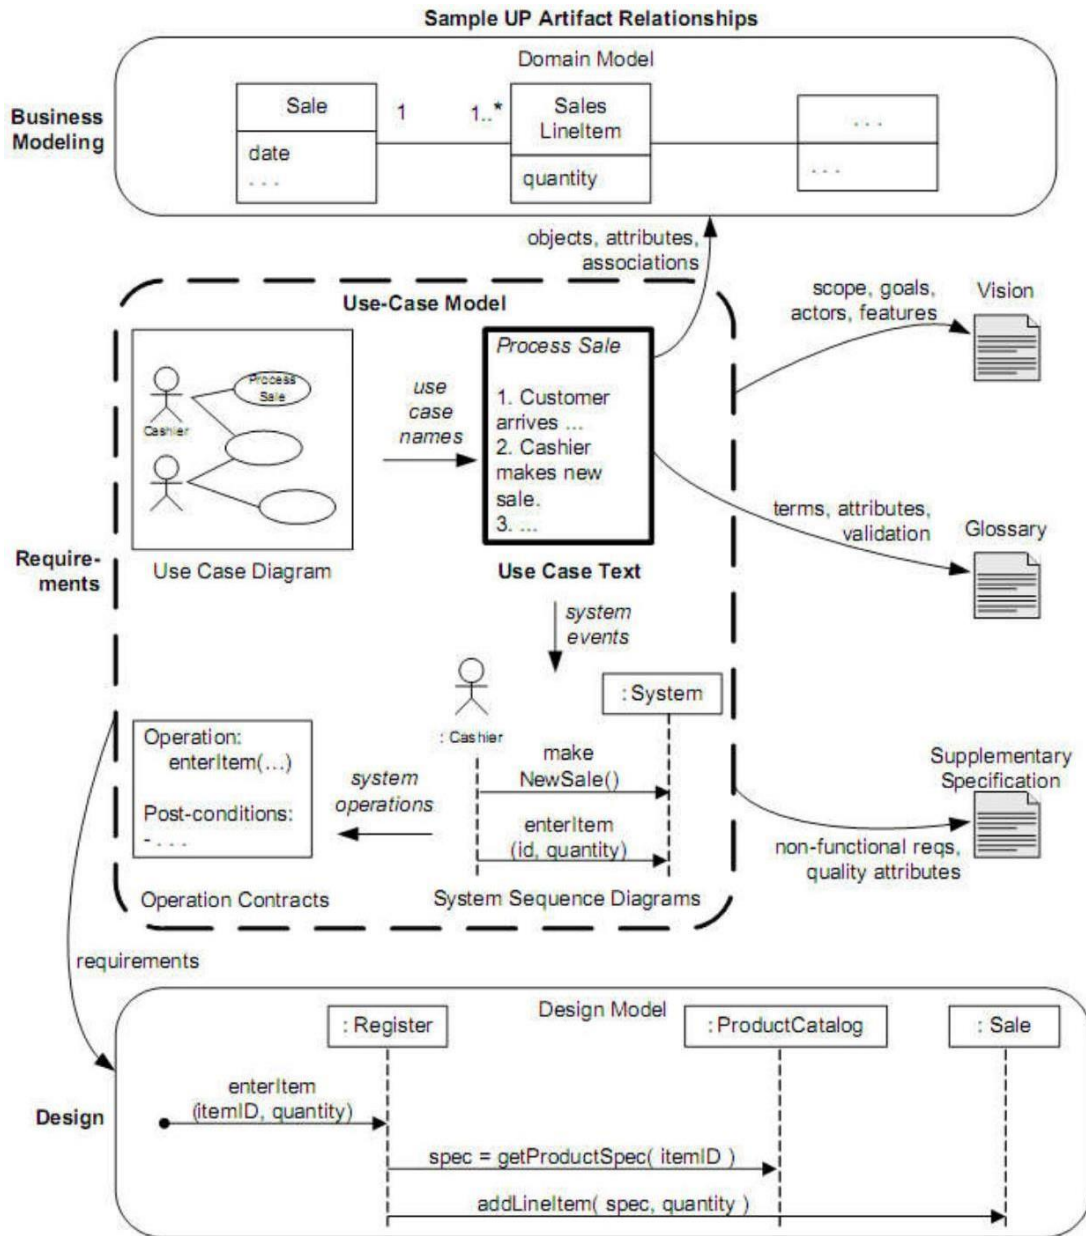 Sample UP Artifact Relationships
Domain Model
Business
Modeling
Sale
1
1..*
Sales
LineItem
. . .
date
. . .
quantity
. . .
objects, attributes,
associations
Use-Case Model
scope, goals,
actors, features
Vision
Process
Sale
Cashier
use
case
names
Process Sale
1. Customer
arrives ...
2. Cashier
makes new
sale.
3. ...
terms, attributes,
validation
Glossary
Require-
ments
Use Case Diagram
Use Case Text
system
events
: System
: Cashier
Operation:
enterItem(…)
Post-conditions:
- . . .
system
operations
make
NewSale()
enterItem
(id, quantity)
Supplementary
Specification
non-functional reqs,
quality attributes
Operation Contracts
System Sequence Diagrams
requirements
Design Model
: Register
: ProductCatalog
: Sale
Design
enterItem
(itemID, quantity)
spec = getProductSpec( itemID )
addLineItem( spec, quantity )